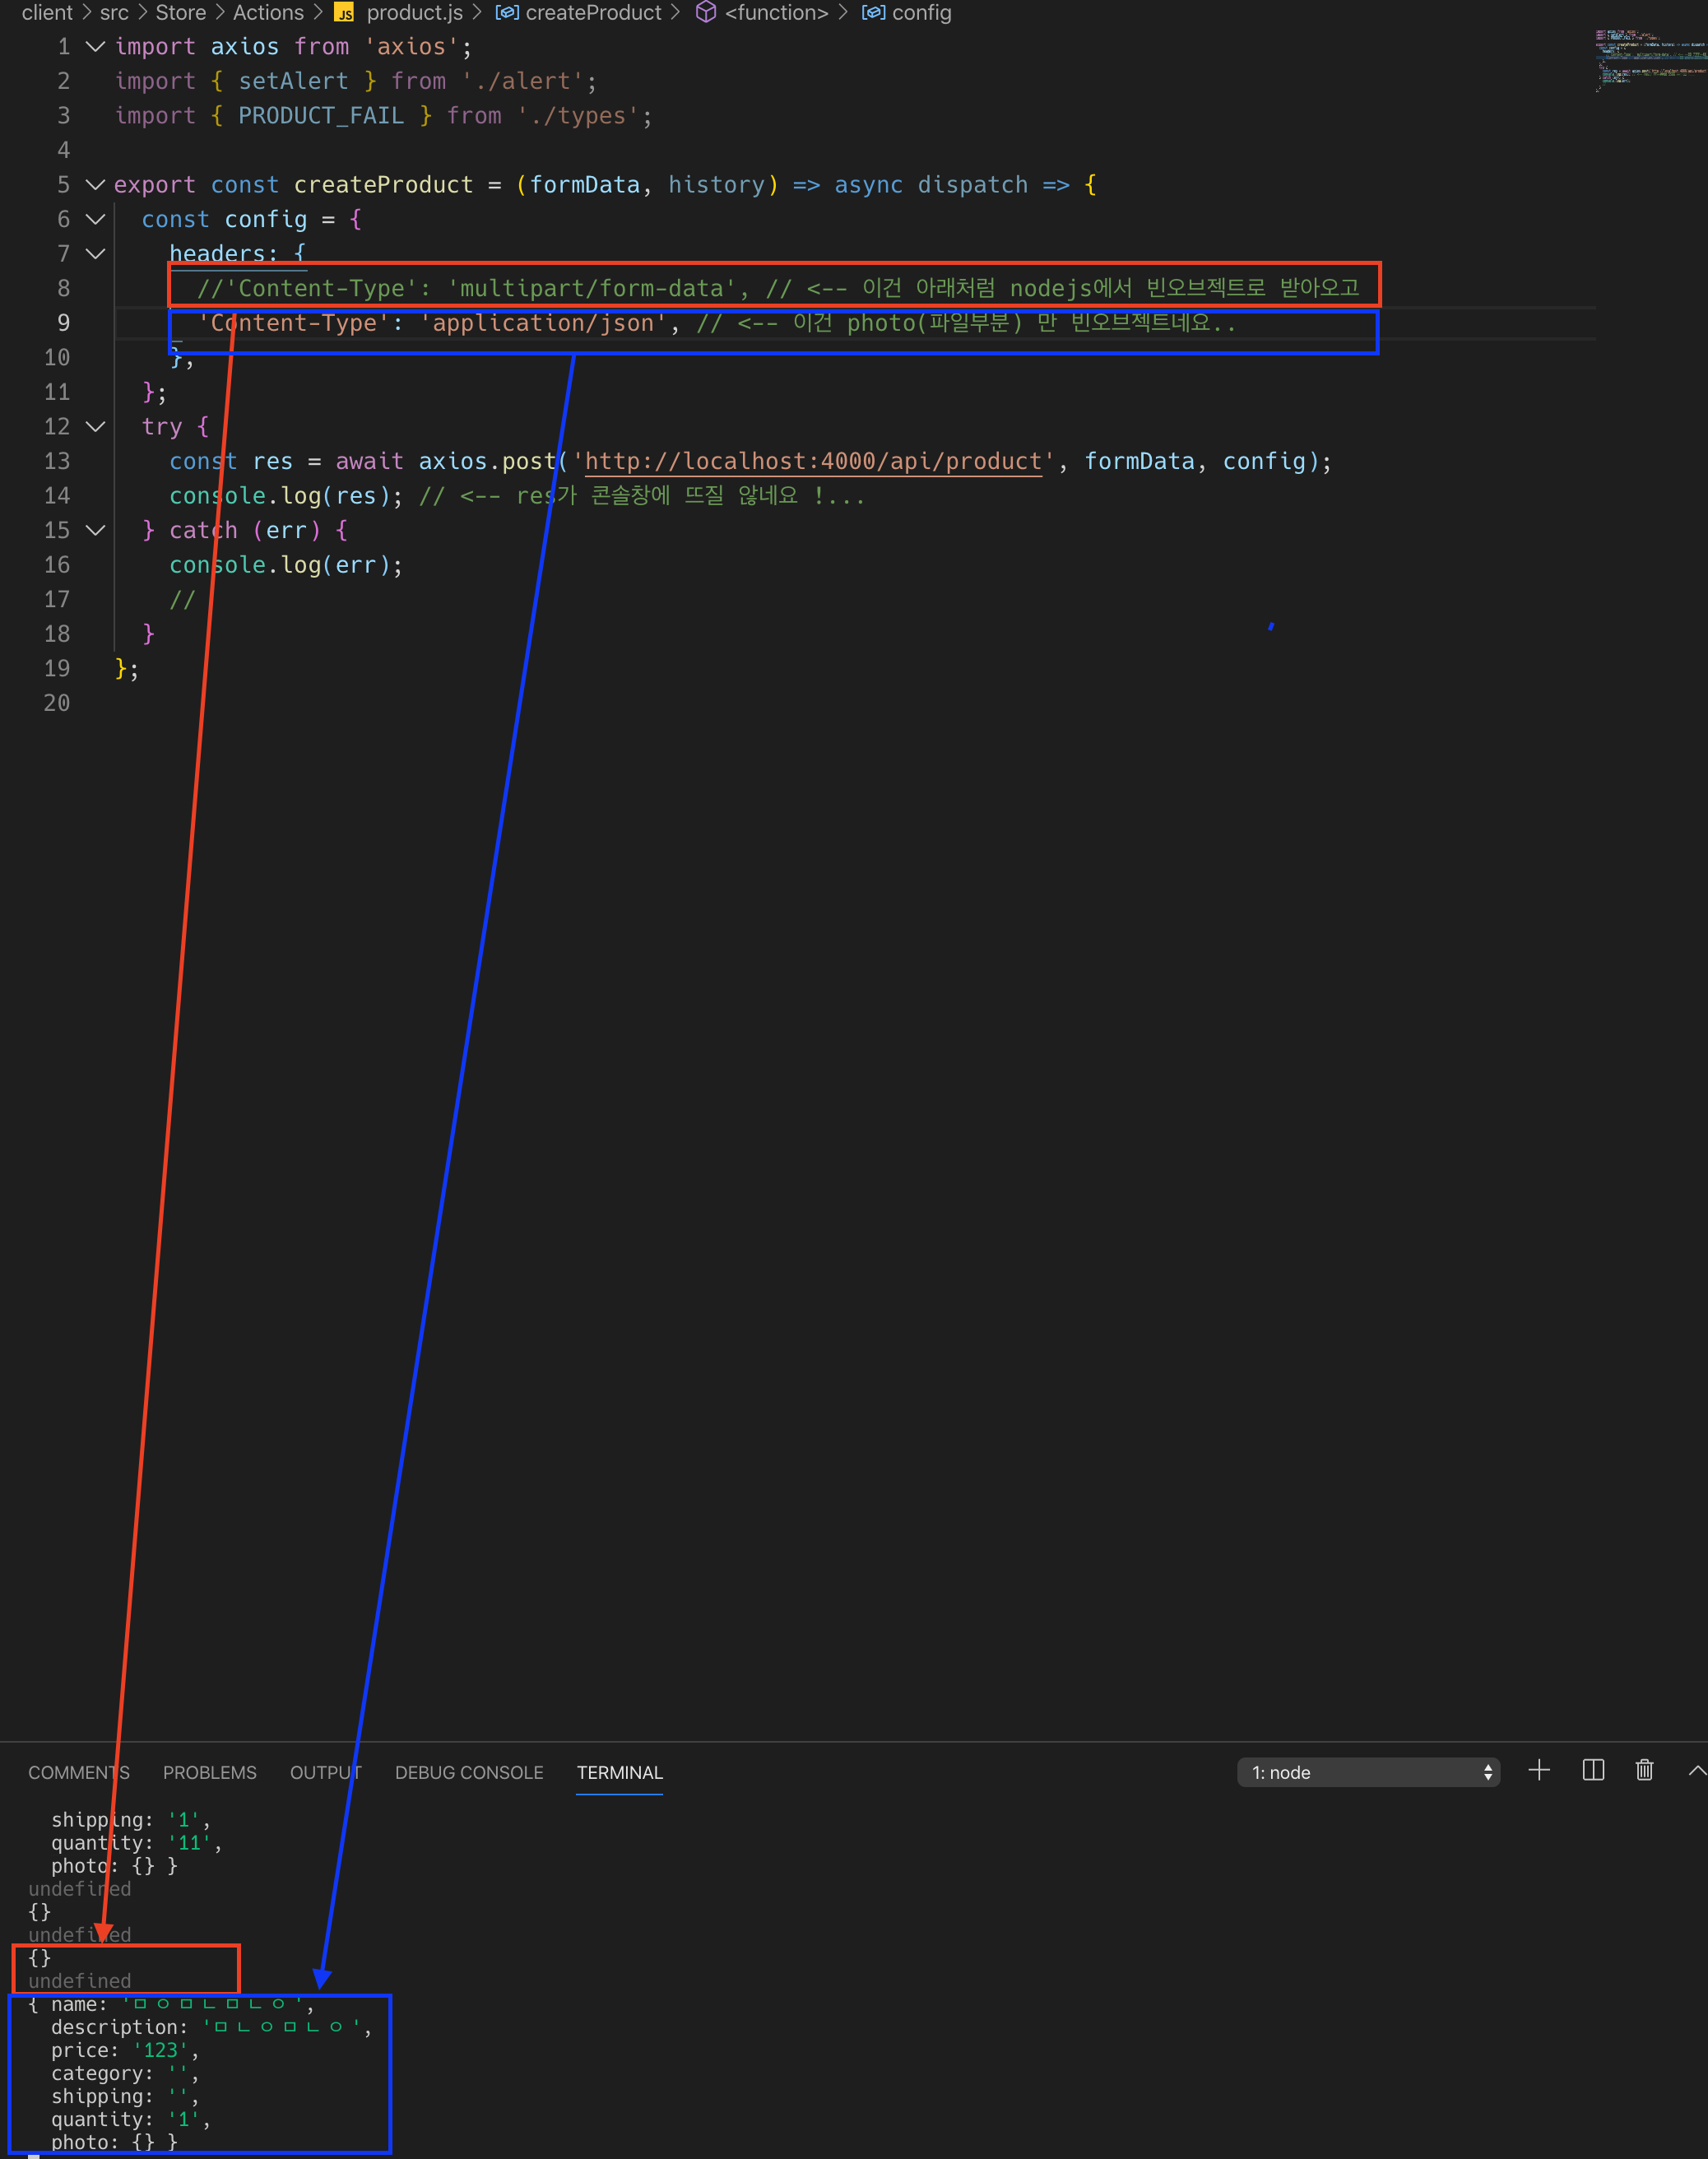 client > src > Store > Actions > JS product.js > createProduct > <function> > config
1 import axios from 'axios';
2 import { setAlert } from './alert';
3 import { PRODUCT_FAIL } from './types';
4
5 export const createProduct = (formData, history) => async dispatch => {
6 const config = {
7 headers: {
8 //'Content-Type': 'multipart/form-data', // <-- 이건 아래처럼 nodejs에서 빈오브젝트로 받아오고
9 'Content-Type': 'application/json', // <-- 이건 photo(파일부분) 만 빈오브젝트네요..
10 },
11 };
12 try {
13 const res = await axios.post('http://localhost:4000/api/product', formData, config);
14 console.log(res); // <-- res가 콘솔창에 뜨질 않네요 !...
15 } catch (err) {
16 console.log(err);
17 //
18 }
19 };
20
COMMENTS PROBLEMS OUTPUT DEBUG CONSOLE TERMINAL 1: node
shipping: '1',
quantity: '11',
photo: {} }
undefined
{}
undefined
{}
undefined
{ name: 'ㅁㅇㅁㄴㅁㄴㅇ',
description: 'ㅁㄴㅇㅁㄴㅇ',
price: '123',
category: '',
shipping: '',
quantity: '1',
photo: {} }